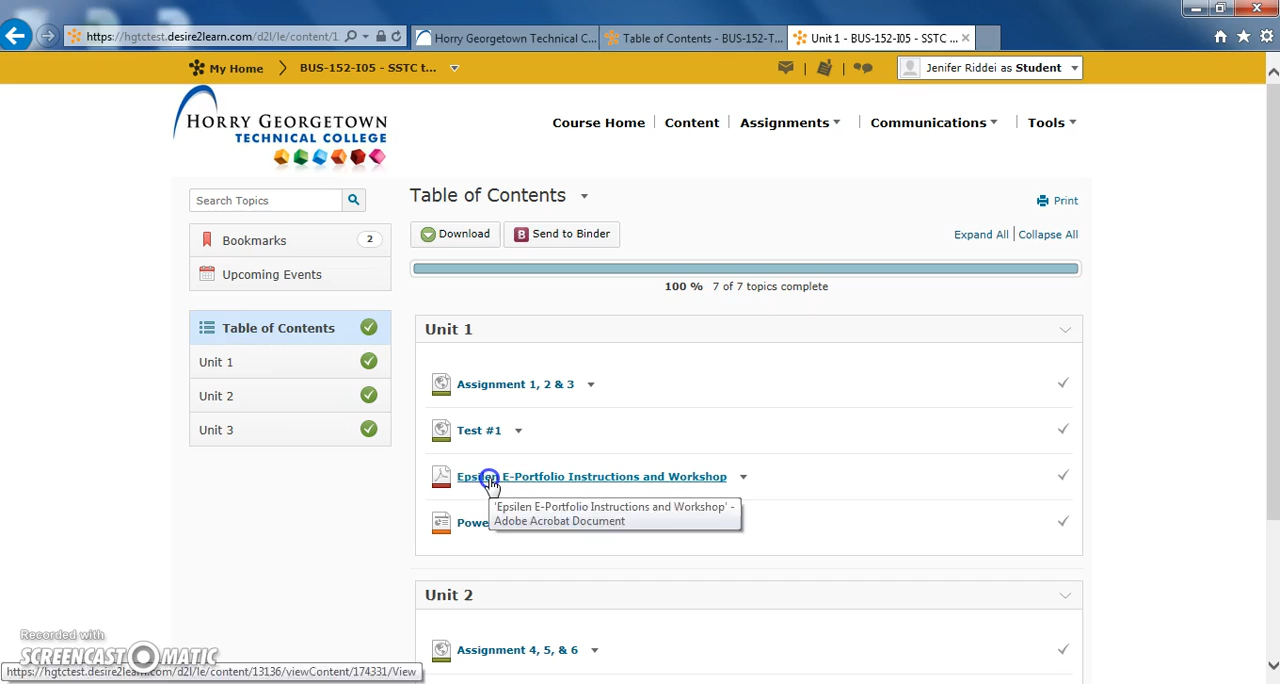 https://hgtctest.desire2learn.com/d2l/le/content/1
Horry Georgetown Technical C...
Table of Contents - BUS-152-T...
Unit 1 - BUS-152-I05 - SSTC ...
My Home
BUS-152-I05 - SSTC t...
Jenifer Riddei as Student
HORRY GEORGETOWN
TECHNICAL COLLEGE
Course Home
Content
Assignments
Communications
Tools
Search Topics
Bookmarks 2
Upcoming Events
Table of Contents
Unit 1
Unit 2
Unit 3
Table of Contents
Print
Download
B Send to Binder
Expand All
Collapse All
100 % 7 of 7 topics complete
Unit 1
Assignment 1, 2 & 3
Test #1
Epsilen E-Portfolio Instructions and Workshop
'Epsilen E-Portfolio Instructions and Workshop' -
Adobe Acrobat Document
Powe
Unit 2
Assignment 4, 5, & 6
Recorded with
SCREENCAST-O-MATIC
https://hgtctest.desire2learn.com/d2l/le/content/13136/viewContent/174331/View